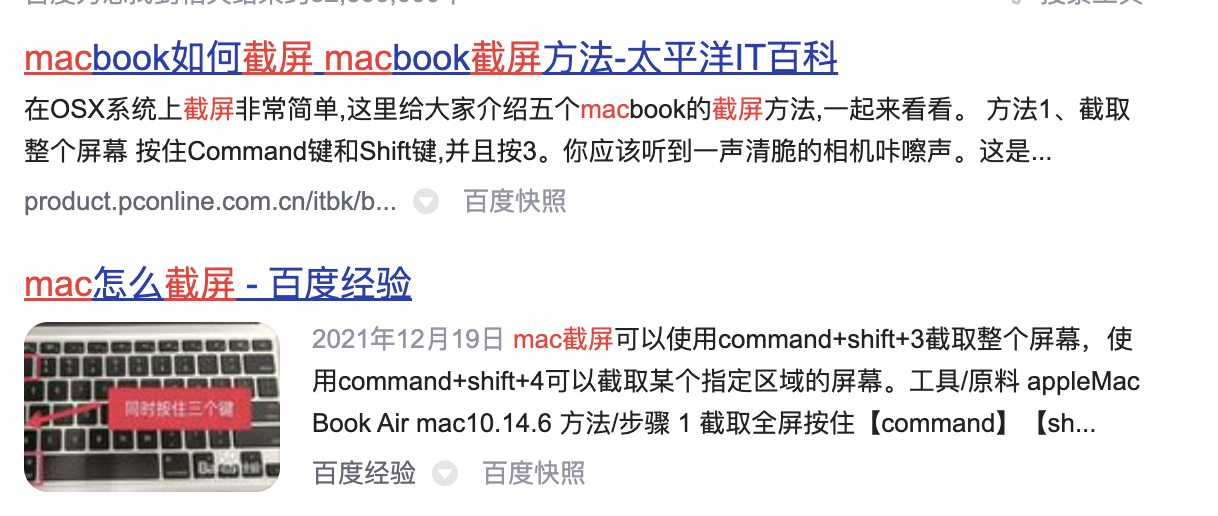 macbook如何截屏 macbook截屏方法-太平洋IT百科
在OSX系统上截屏非常简单,这里给大家介绍五个macbook的截屏方法,一起来看看。 方法1、截取
整个屏幕 按住Command键和Shift键,并且按3。你应该听到一声清脆的相机咔嚓声。这是...
product.pconline.com.cn/itbk/b... 百度快照
mac怎么截屏 - 百度经验
2021年12月19日 mac截屏可以使用command+shift+3截取整个屏幕，使
用command+shift+4可以截取某个指定区域的屏幕。工具/原料 appleMac
Book Air mac10.14.6 方法/步骤 1 截取全屏按住【command】【sh...
同时按住三个键
百度经验 百度快照